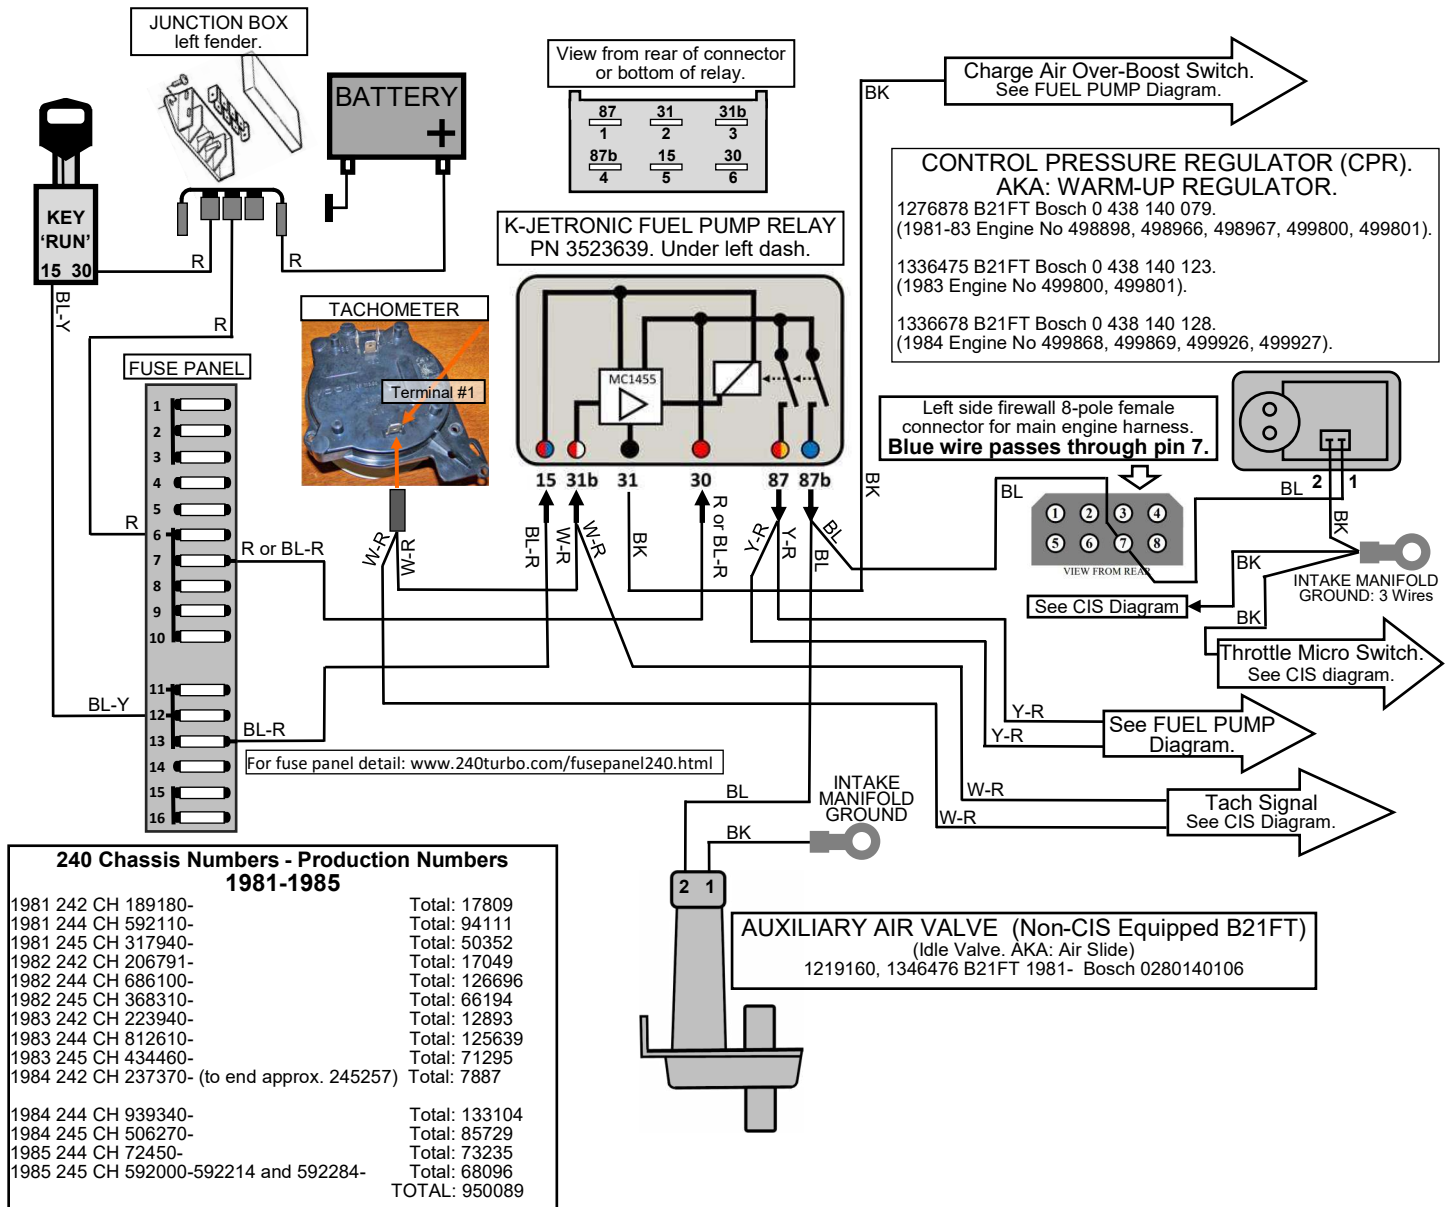 JUNCTION BOX
left fender.
BATTERY
+
View from rear of connector
or bottom of relay.
87 31 31b
1 2 3
87b 15 30
4 5 6
BK
Charge Air Over-Boost Switch.
See FUEL PUMP Diagram.
CONTROL PRESSURE REGULATOR (CPR).
AKA: WARM-UP REGULATOR.
1276878 B21FT Bosch 0 438 140 079.
(1981-83 Engine No 498898, 498966, 498967, 499800, 499801).
1336475 B21FT Bosch 0 438 140 123.
(1983 Engine No 499800, 499801).
1336678 B21FT Bosch 0 438 140 128.
(1984 Engine No 499868, 499869, 499926, 499927).
KEY
‘RUN’
15 30
R
R
BL-Y
R
K-JETRONIC FUEL PUMP RELAY
PN 3523639. Under left dash.
MC1455
15 31b 31 30 87 87b
TACHOMETER
Terminal #1
FUSE PANEL
1
2
3
4
5
6
7
8
9
10
11
12
13
14
15
16
R
R or BL-R
BL-Y
BL-R
W-R
W-R
BL-R
W-R
W-R
BK
R or BL-R
Y-R
Y-R
BL
BL
BK
BL
Left side firewall 8-pole female
connector for main engine harness.
Blue wire passes through pin 7.
1 2 3 4
5 6 7 8
VIEW FROM REAR
BL
2 1
BK
BK
BK
INTAKE MANIFOLD
GROUND: 3 Wires
See CIS Diagram
Throttle Micro Switch.
See CIS diagram.
Y-R
Y-R
See FUEL PUMP
Diagram.
W-R
W-R
Tach Signal
See CIS Diagram.
For fuse panel detail: www.240turbo.com/fusepanel240.html
BL
BK
INTAKE
MANIFOLD
GROUND
2 1
AUXILIARY AIR VALVE (Non-CIS Equipped B21FT)
(Idle Valve. AKA: Air Slide)
1219160, 1346476 B21FT 1981- Bosch 0280140106
240 Chassis Numbers - Production Numbers
1981-1985
1981 242 CH 189180- Total: 17809
1981 244 CH 592110- Total: 94111
1981 245 CH 317940- Total: 50352
1982 242 CH 206791- Total: 17049
1982 244 CH 686100- Total: 126696
1982 245 CH 368310- Total: 66194
1983 242 CH 223940- Total: 12893
1983 244 CH 812610- Total: 125639
1983 245 CH 434460- Total: 71295
1984 242 CH 237370- (to end approx. 245257) Total: 7887
1984 244 CH 939340- Total: 133104
1984 245 CH 506270- Total: 85729
1985 244 CH 72450- Total: 73235
1985 245 CH 592000-592214 and 592284- Total: 68096
TOTAL: 950089